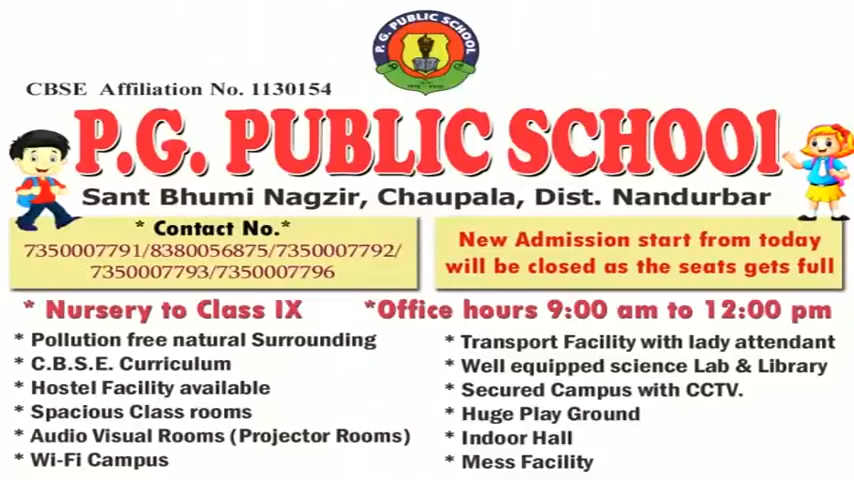 P. G. PUBLIC SCHOOL
CBSE Affiliation No. 1130154
P.G. PUBLIC SCHOOl
Sant Bhumi Nagzir, Chaupala, Dist. Nandurbar
* Contact No.*
7350007791/8380056875/7350007792/
7350007793/7350007796
New Admission start from today
will be closed as the seats gets full
* Nursery to Class IX
*Office hours 9:00 am to 12:00 pm
* Pollution free natural Surrounding
* C.B.S.E. Curriculum
* Hostel Facility available
* Spacious Class rooms
* Audio Visual Rooms (Projector Rooms)
* Wi-Fi Campus
* Transport Facility with lady attendant
* Well equipped science Lab & Library
* Secured Campus with CCTV.
* Huge Play Ground
* Indoor Hall
* Mess Facility